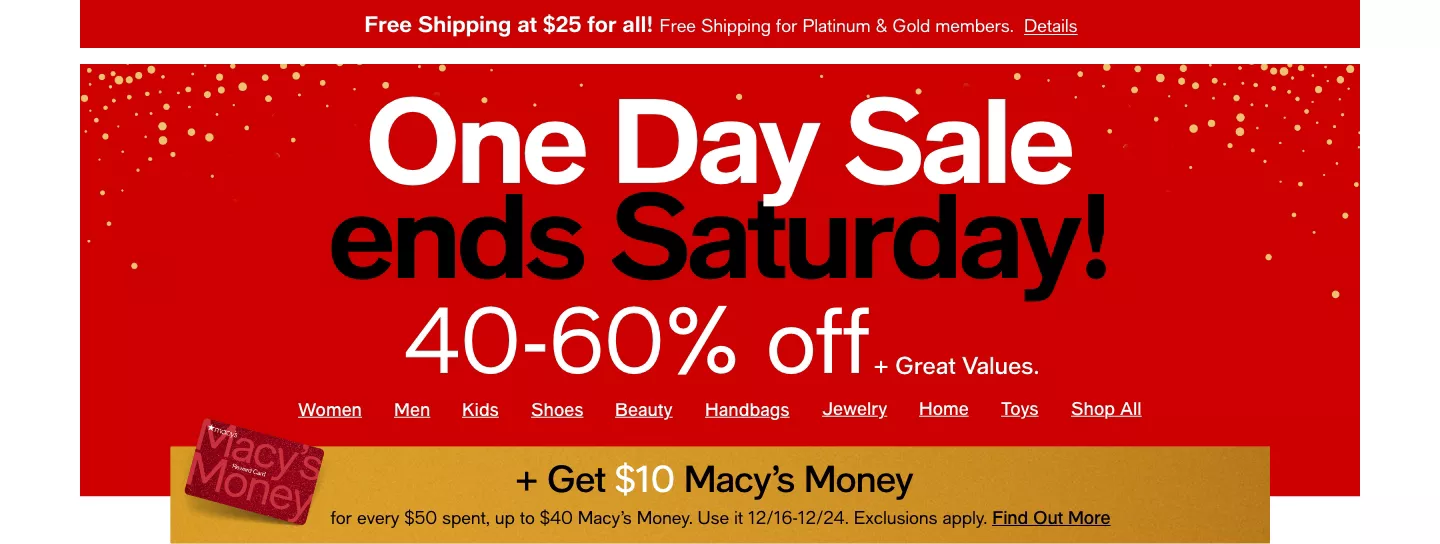 Free Shipping at $25 for all! Free Shipping for Platinum & Gold members. Details
One Day Sale
ends Saturday!
40-60% off + Great Values.
Women Men Kids Shoes Beauty Handbags Jewelry Home Toys Shop All
★macy's
Macy's
Reward Card
Money
+ Get $10 Macy's Money
for every $50 spent, up to $40 Macy's Money. Use it 12/16-12/24. Exclusions apply. Find Out More